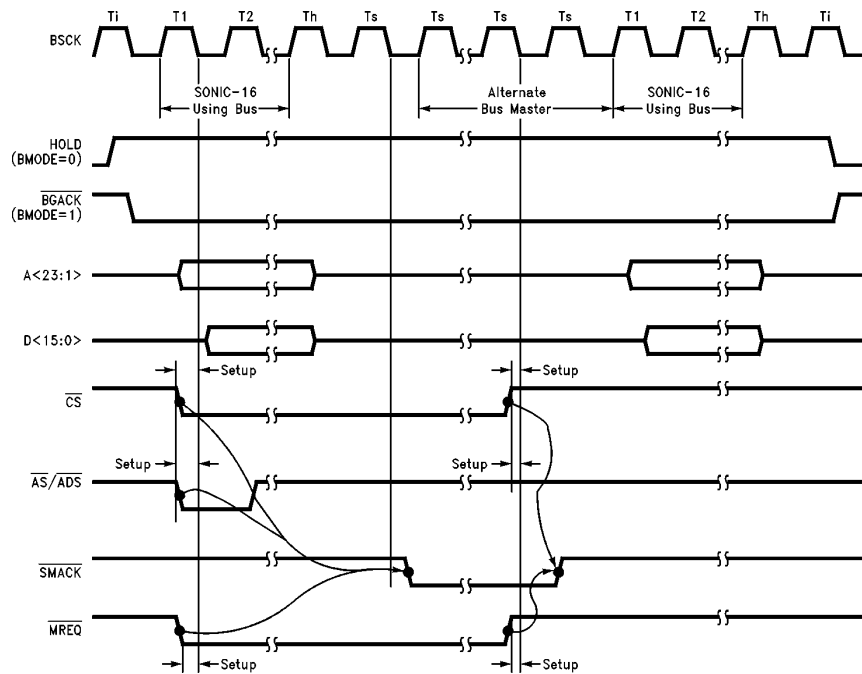 Ti T1 T2 Th Ts Ts Ts Ts T1 T2 Th Ti
BSCK
SONIC-16
Using Bus
Alternate
Bus Master
SONIC-16
Using Bus
HOLD
(BMODE=0)
BGACK
(BMODE=1)
A<23:1>
D<15:0>
Setup
Setup
CS
Setup
Setup
AS/ADS
SMACK
MREQ
Setup
Setup